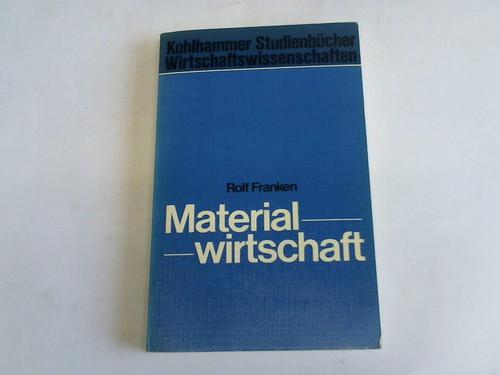 Kohlhammer Studienbücher
Wirtschaftswissenschaften
Rolf Franken
Material—
—wirtschaft